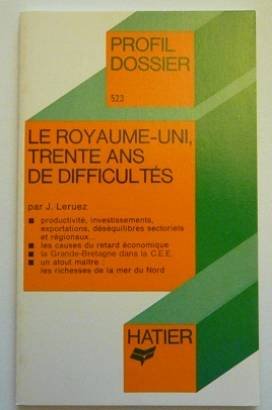 PROFIL
DOSSIER
523
LE ROYAUME-UNI,
TRENTE ANS
DE DIFFICULTÉS
par J. Leruez
■ productivité, investissements,
exportations, déséquilibres sectoriels
et régionaux...
■ les causes du retard économique
■ la Grande-Bretagne dans la C.E.E.
■ un atout maître :
les richesses de la mer du Nord
HATIER